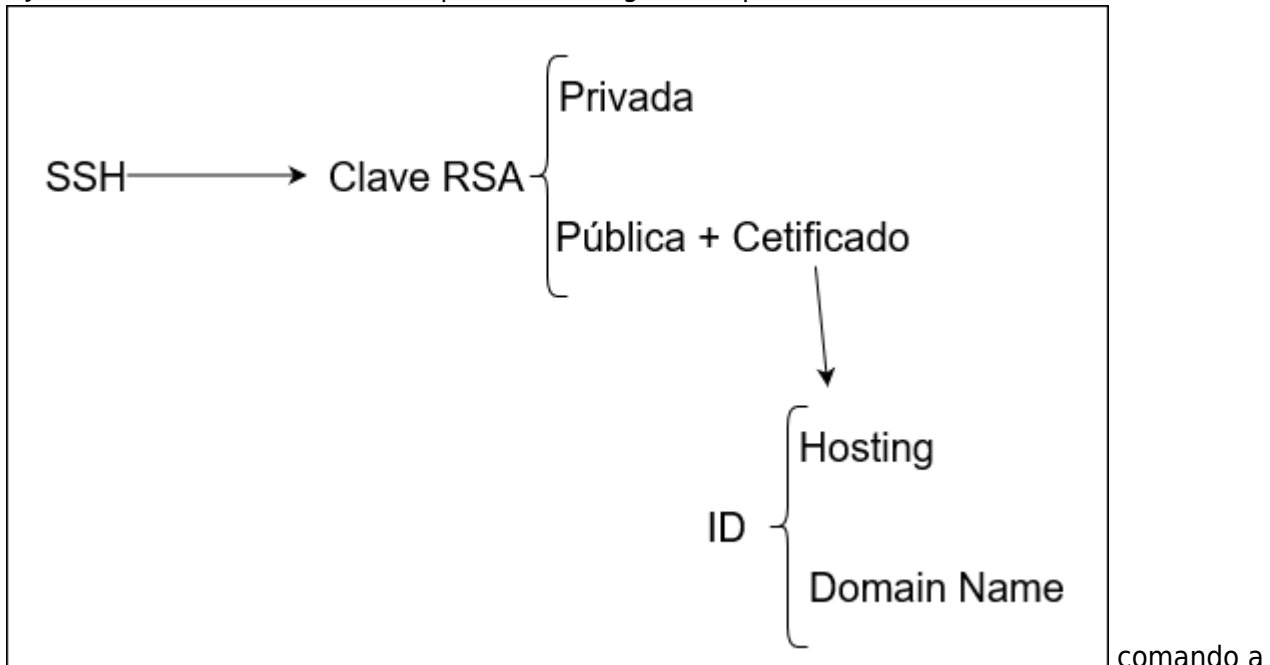 Privada
SSH Clave RSA
Pública + Cetificado
Hosting
ID
Domain Name
comando a